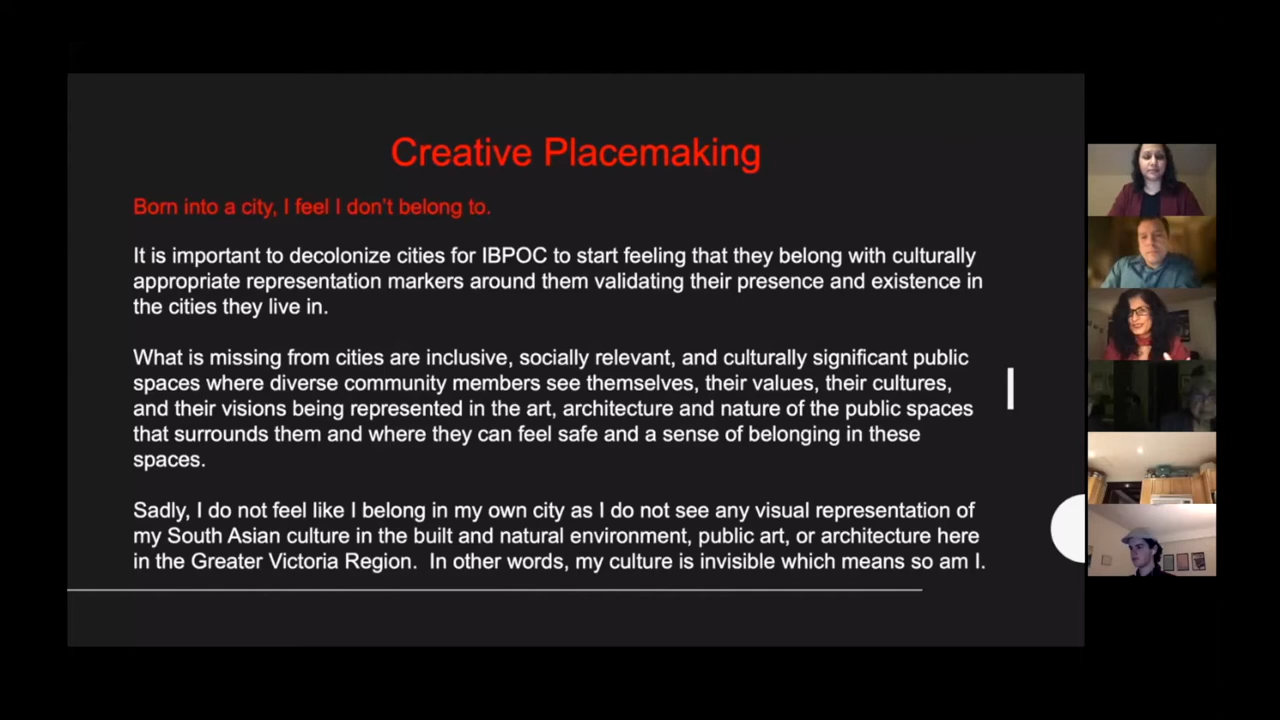 Creative Placemaking
Born into a city, I feel I don't belong to.
It is important to decolonize cities for IBPOC to start feeling that they belong with culturally
appropriate representation markers around them validating their presence and existence in
the cities they live in.
What is missing from cities are inclusive, socially relevant, and culturally significant public
spaces where diverse community members see themselves, their values, their cultures,
and their visions being represented in the art, architecture and nature of the public spaces
that surrounds them and where they can feel safe and a sense of belonging in these
spaces.
Sadly, I do not feel like I belong in my own city as I do not see any visual representation of
my South Asian culture in the built and natural environment, public art, or architecture here
in the Greater Victoria Region.  In other words, my culture is invisible which means so am I.